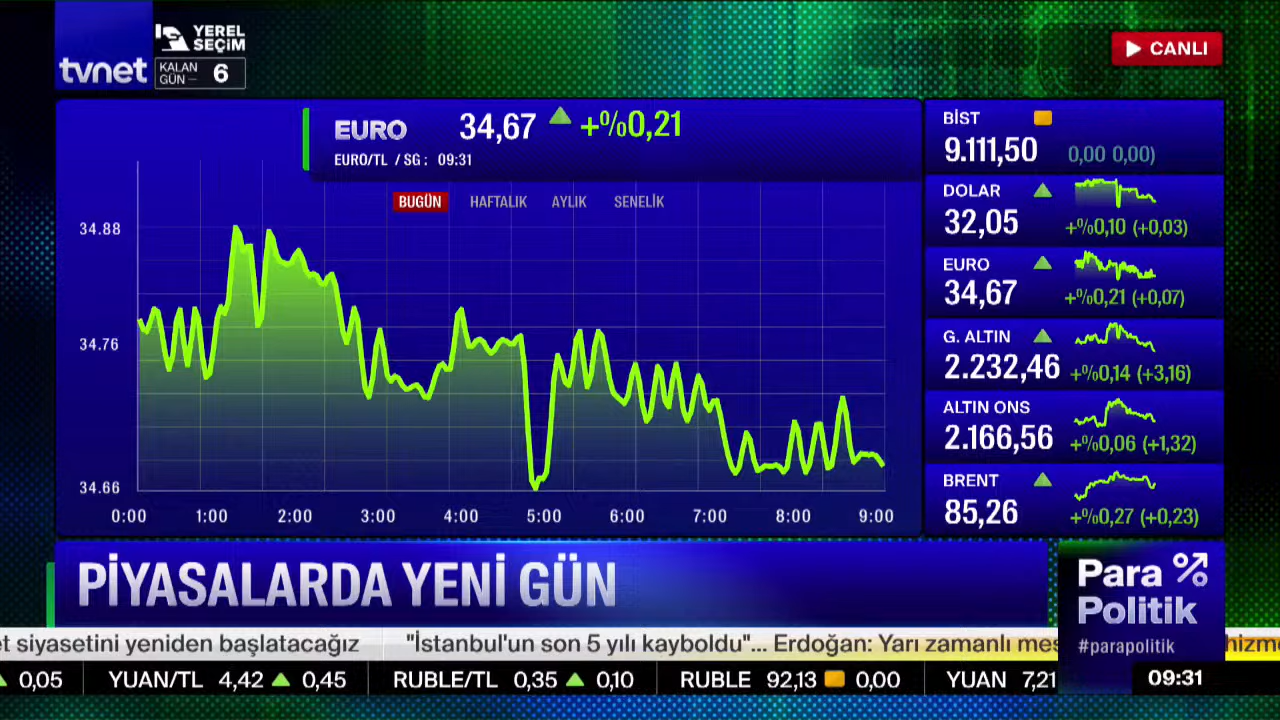 tvnet
YEREL
SEÇİM
KALAN
GÜN
6
CANLI
EURO 34,67 +%0,21
EURO/TL / SG : 09:31
BUGÜN HAFTALIK AYLIK SENELİK
34.88
34.76
34.66
0:00 1:00 2:00 3:00 4:00 5:00 6:00 7:00 8:00 9:00
BİST
9.111,50 0,00 0,00)
DOLAR
32,05 +%0,10 (+0,03)
EURO
34,67 +%0,21 (+0,07)
G. ALTIN
2.232,46 +%0,14 (+3,16)
ALTIN ONS
2.166,56 +%0,06 (+1,32)
BRENT
85,26 +%0,27 (+0,23)
PİYASALARDA YENİ GÜN
Para %
Politik
#parapolitik
siyasetini yeniden başlatacağız "İstanbul'un son 5 yılı kayboldu"... Erdoğan: Yarı zamanlı
0,05 YUAN/TL 4,42 0,45 RUBLE/TL 0,35 0,10 RUBLE 92,13 0,00 YUAN 7,21
09:31